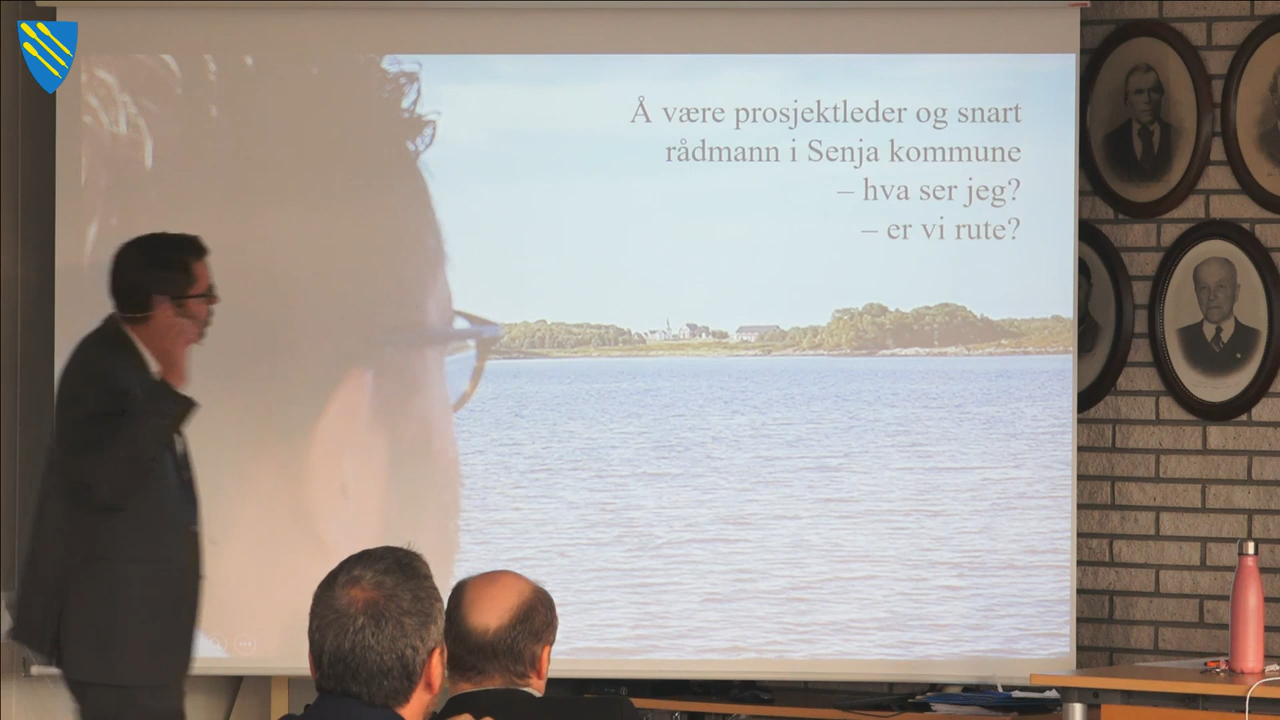 Å være prosjektleder og snart
rådmann i Senja kommune
– hva ser jeg?
– er vi rute?